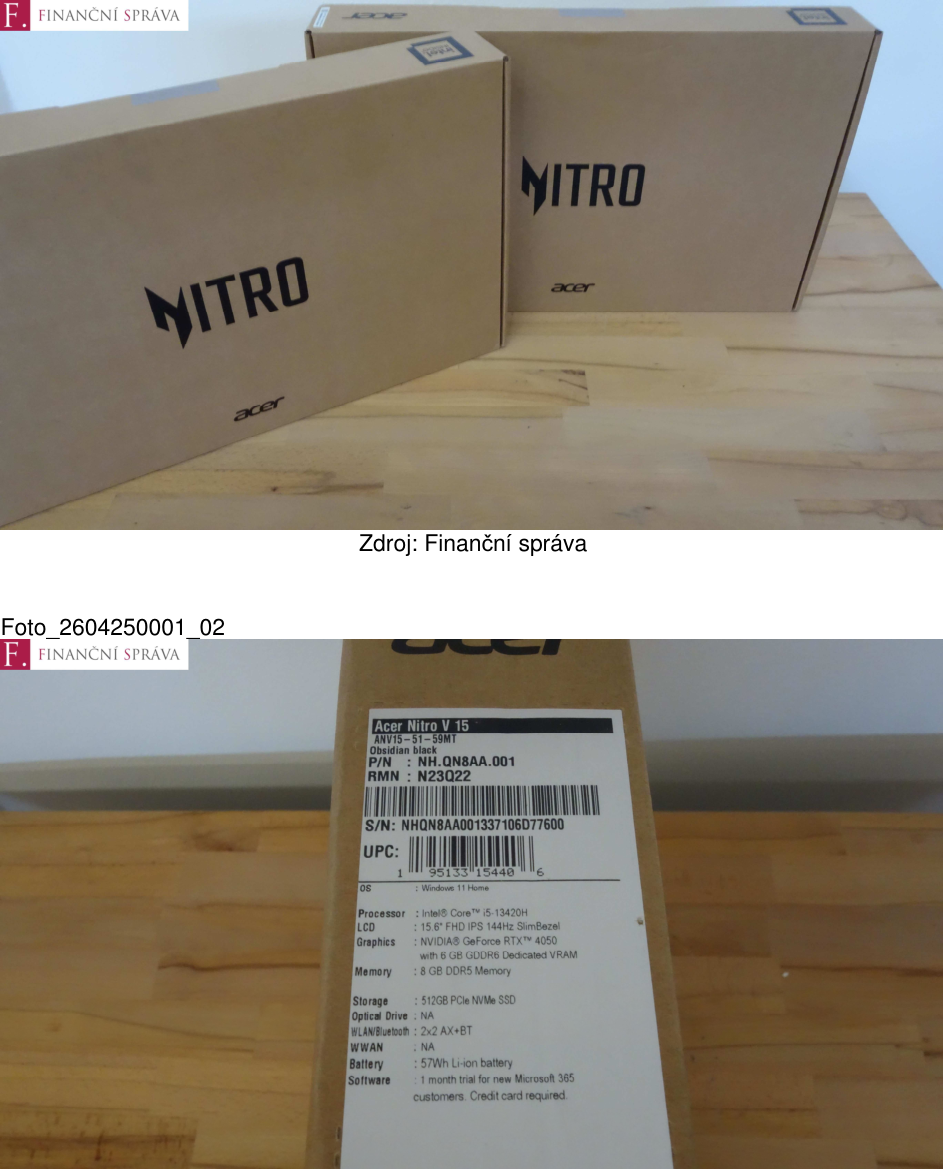 F. FINANČNÍ SPRÁVA
acer
intel
intel
NITRO
NITRO
acer
acer
Zdroj: Finanční správa
Foto_2604250001_02
F. FINANČNÍ SPRÁVA
acer
Acer Nitro V 15
ANV15-51-59MT
Obsidian black
P/N : NH.QN8AA.001
RMN : N23Q22
S/N: NHQN8AA001337106D77600
UPC:
1 95133 15440 6
OS : Windows 11 Home
Processor : Intel® Core™ i5-13420H
LCD : 15.6" FHD IPS 144Hz SlimBezel
Graphics : NVIDIA® GeForce RTX™ 4050
with 6 GB GDDR6 Dedicated VRAM
Memory : 8 GB DDR5 Memory
Storage : 512GB PCIe NVMe SSD
Optical Drive : NA
WLAN/Bluetooth : 2x2 AX+BT
WWAN : NA
Battery : 57Wh Li-ion battery
Software : 1 month trial for new Microsoft 365
customers. Credit card required.